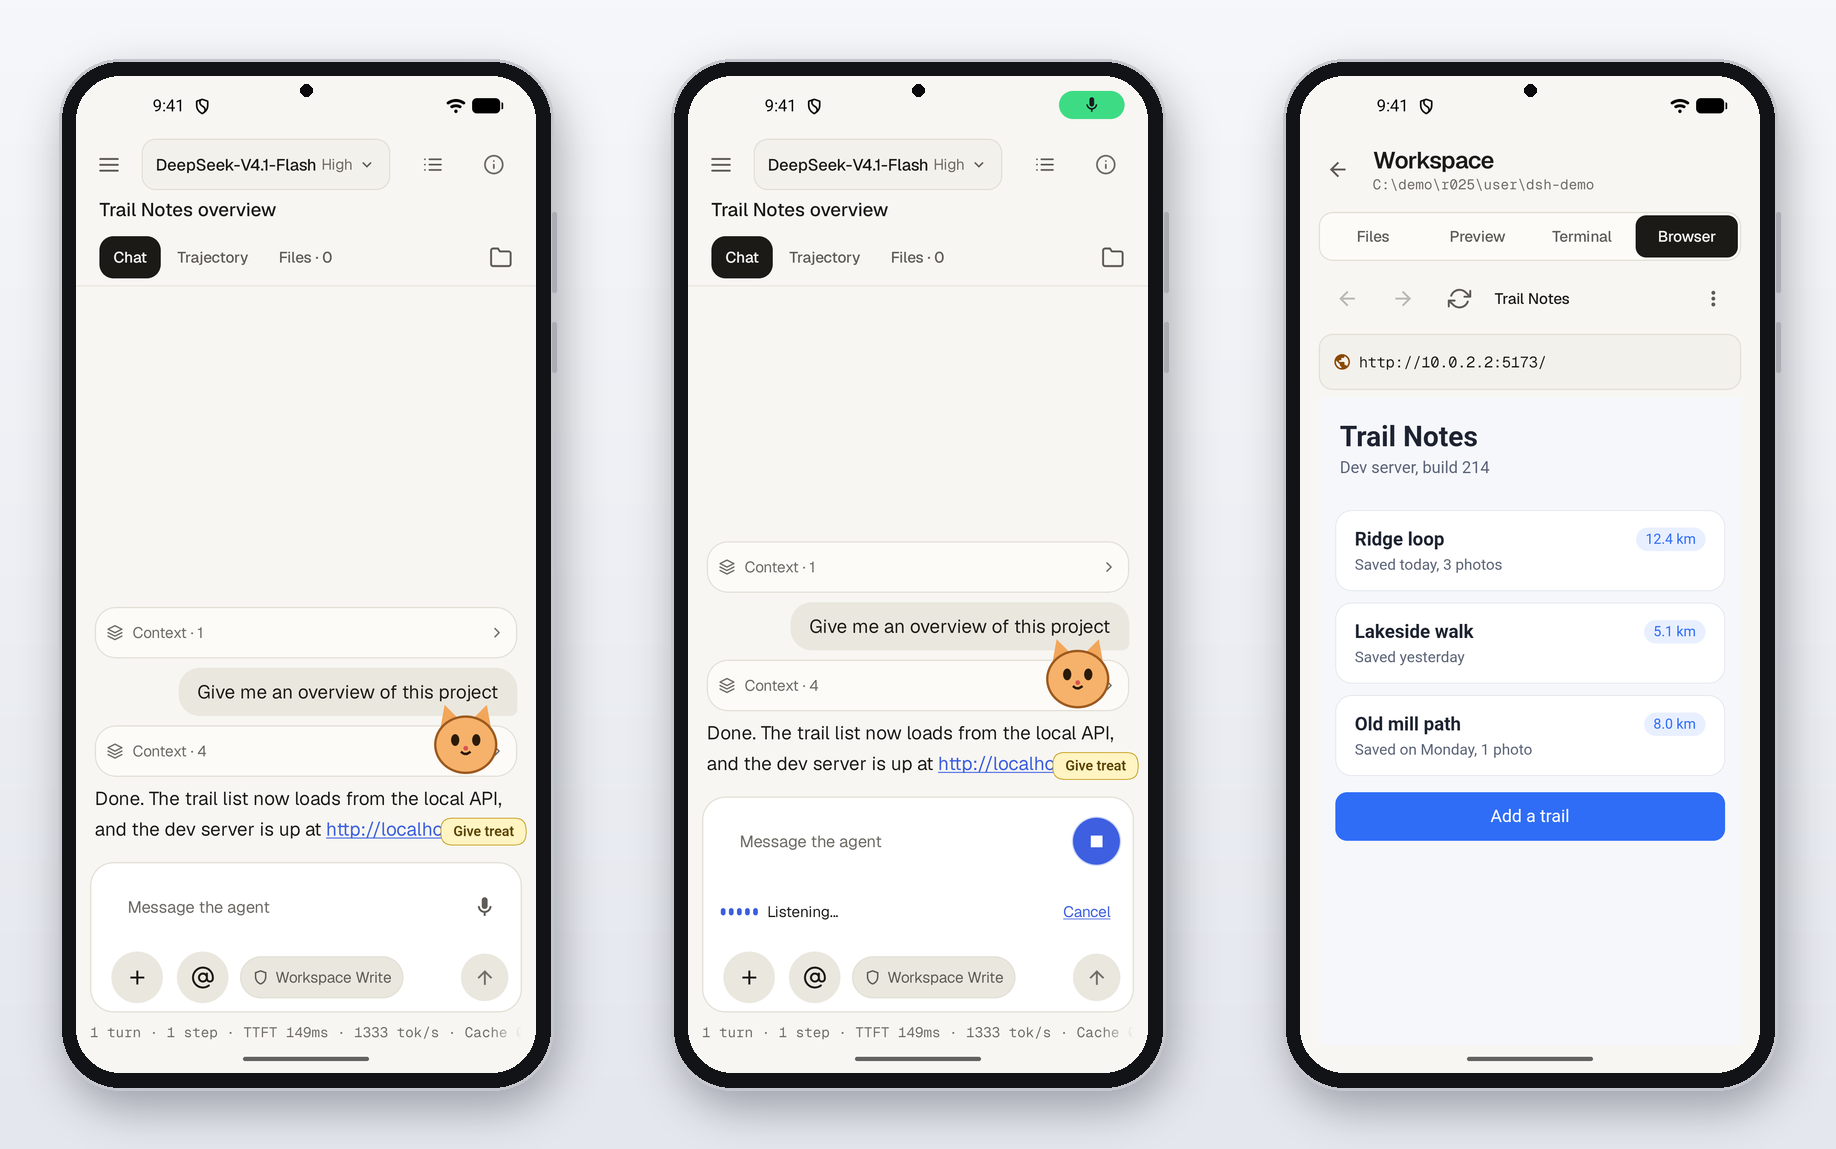 9:41
DeepSeek-V4.1-Flash High
Trail Notes overview
Chat Trajectory Files · 0
Context · 1
Give me an overview of this project
Context · 4
Done. The trail list now loads from the local API,
and the dev server is up at http://localho
Give treat
Message the agent
+ @ Workspace Write
1 turn · 1 step · TTFT 149ms · 1333 tok/s · Cache
9:41
DeepSeek-V4.1-Flash High
Trail Notes overview
Chat Trajectory Files · 0
Context · 1
Give me an overview of this project
Context · 4
Done. The trail list now loads from the local API,
and the dev server is up at http://localho
Give treat
Message the agent
Listening... Cancel
+ @ Workspace Write
1 turn · 1 step · TTFT 149ms · 1333 tok/s · Cache
9:41
Workspace
C:\demo\r025\user\dsh-demo
Files Preview Terminal Browser
Trail Notes
http://10.0.2.2:5173/
Trail Notes
Dev server, build 214
Ridge loop 12.4 km
Saved today, 3 photos
Lakeside walk 5.1 km
Saved yesterday
Old mill path 8.0 km
Saved on Monday, 1 photo
Add a trail